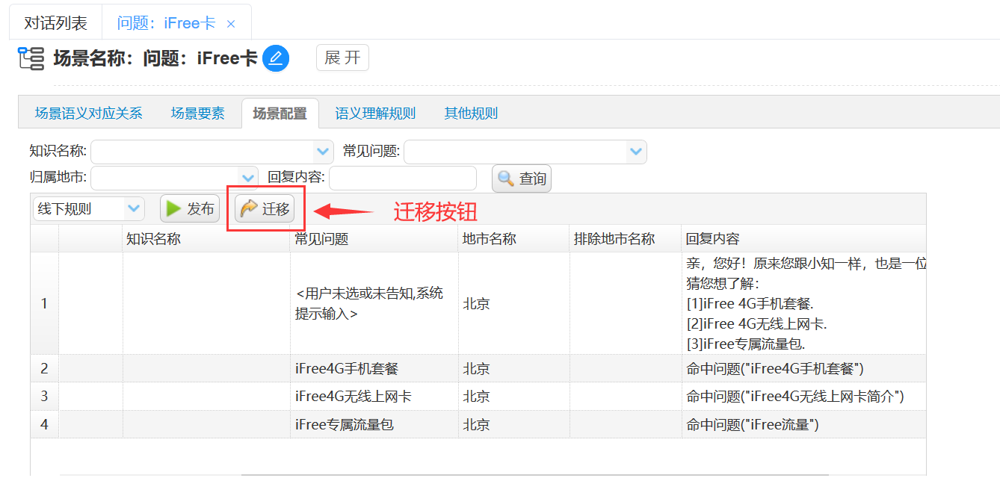 对话列表 问题：iFree卡 ×
场景名称：问题：iFree卡 展 开
场景语义对应关系 场景要素 场景配置 语义理解规则 其他规则
知识名称: 常见问题:
归属地市: 回复内容: 查询
线下规则 发布 迁移 迁移按钮
知识名称 常见问题 地市名称 排除地市名称 回复内容
亲，您好！原来您跟小知一样，也是一位
猜您想了解：
1 <用户未选或未告知,系统 北京 [1]iFree 4G手机套餐.
提示输入> [2]iFree 4G无线上网卡.
[3]iFree专属流量包.
2 iFree4G手机套餐 北京 命中问题("iFree4G手机套餐")
3 iFree4G无线上网卡 北京 命中问题("iFree4G无线上网卡简介")
4 iFree专属流量包 北京 命中问题("iFree流量")